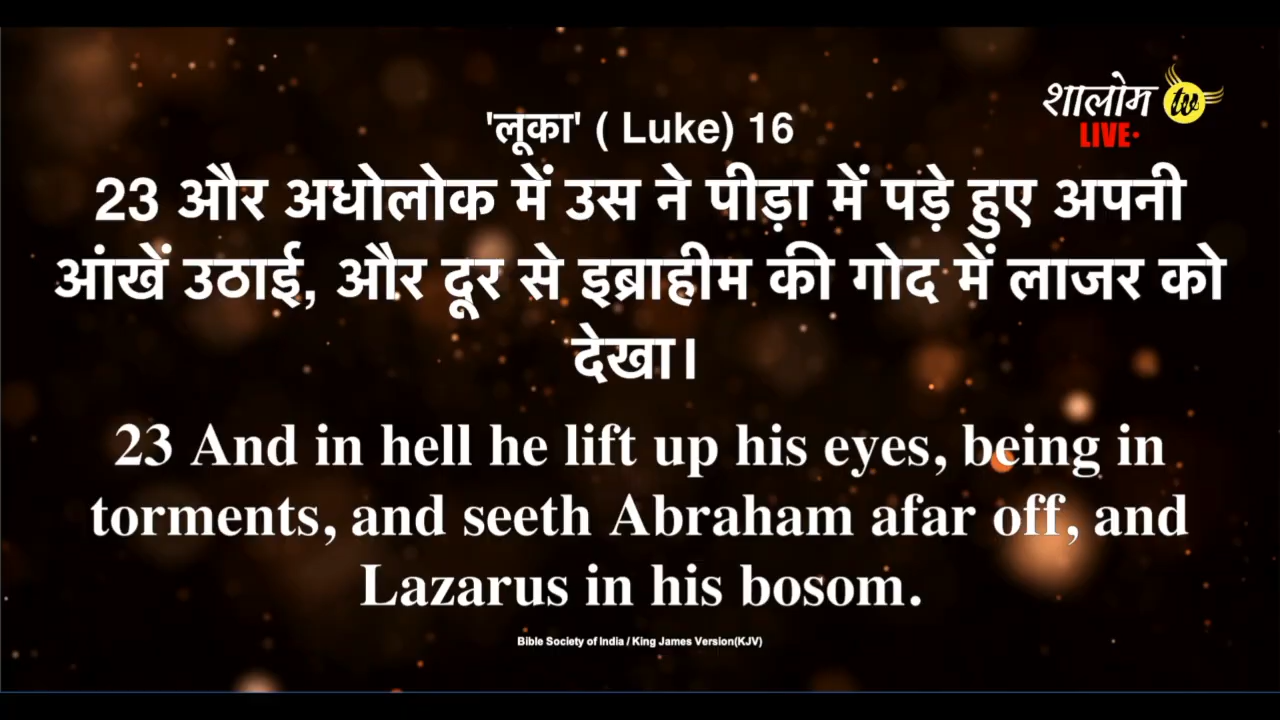 शालोम tv
LIVE
'लूका' ( Luke) 16
23 और अधोलोक में उस ने पीड़ा में पड़े हुए अपनी
आंखें उठाई, और दूर से इब्राहीम की गोद में लाजर को
देखा।
23 And in hell he lift up his eyes, being in
torments, and seeth Abraham afar off, and
Lazarus in his bosom.
Bible Society of India / King James Version(KJV)